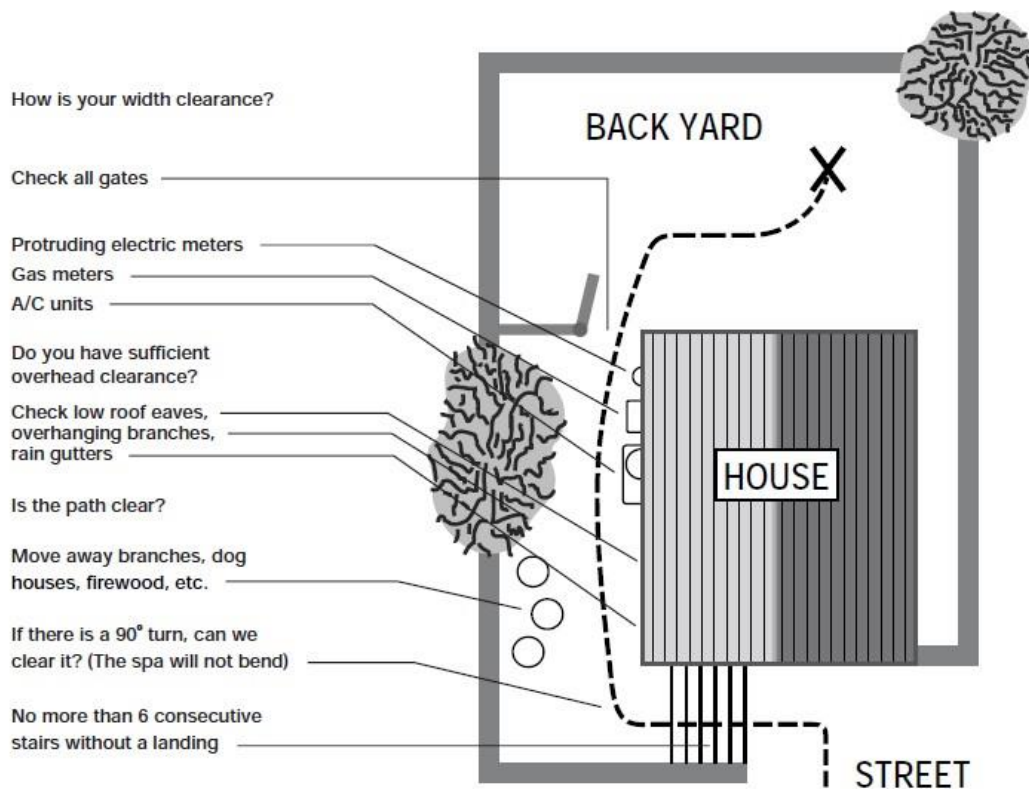 How is your width clearance?
BACK YARD
Check all gates
Protruding electric meters
Gas meters
A/C units
Do you have sufficient
overhead clearance?
Check low roof eaves,
overhanging branches,
rain gutters
HOUSE
Is the path clear?
Move away branches, dog
houses, firewood, etc.
If there is a 90° turn, can we
clear it? (The spa will not bend)
No more than 6 consecutive
stairs without a landing
STREET